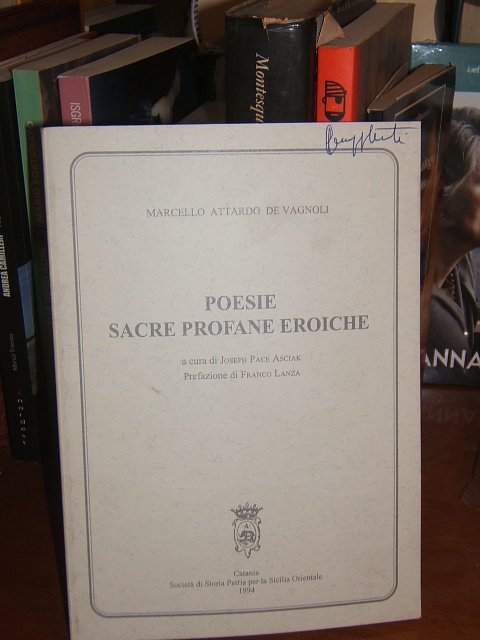 MARCELLO ATTARDO DE VAGNOLI
POESIE
SACRE PROFANE EROICHE
a cura di JOSEPH PACE ASCIAK
Prefazione di FRANCO LANZA
Catania
Società di Storia Patria per la Sicilia Orientale
1994
ANDREA CAMILLERI
ISGR
Montesqu
ANNA